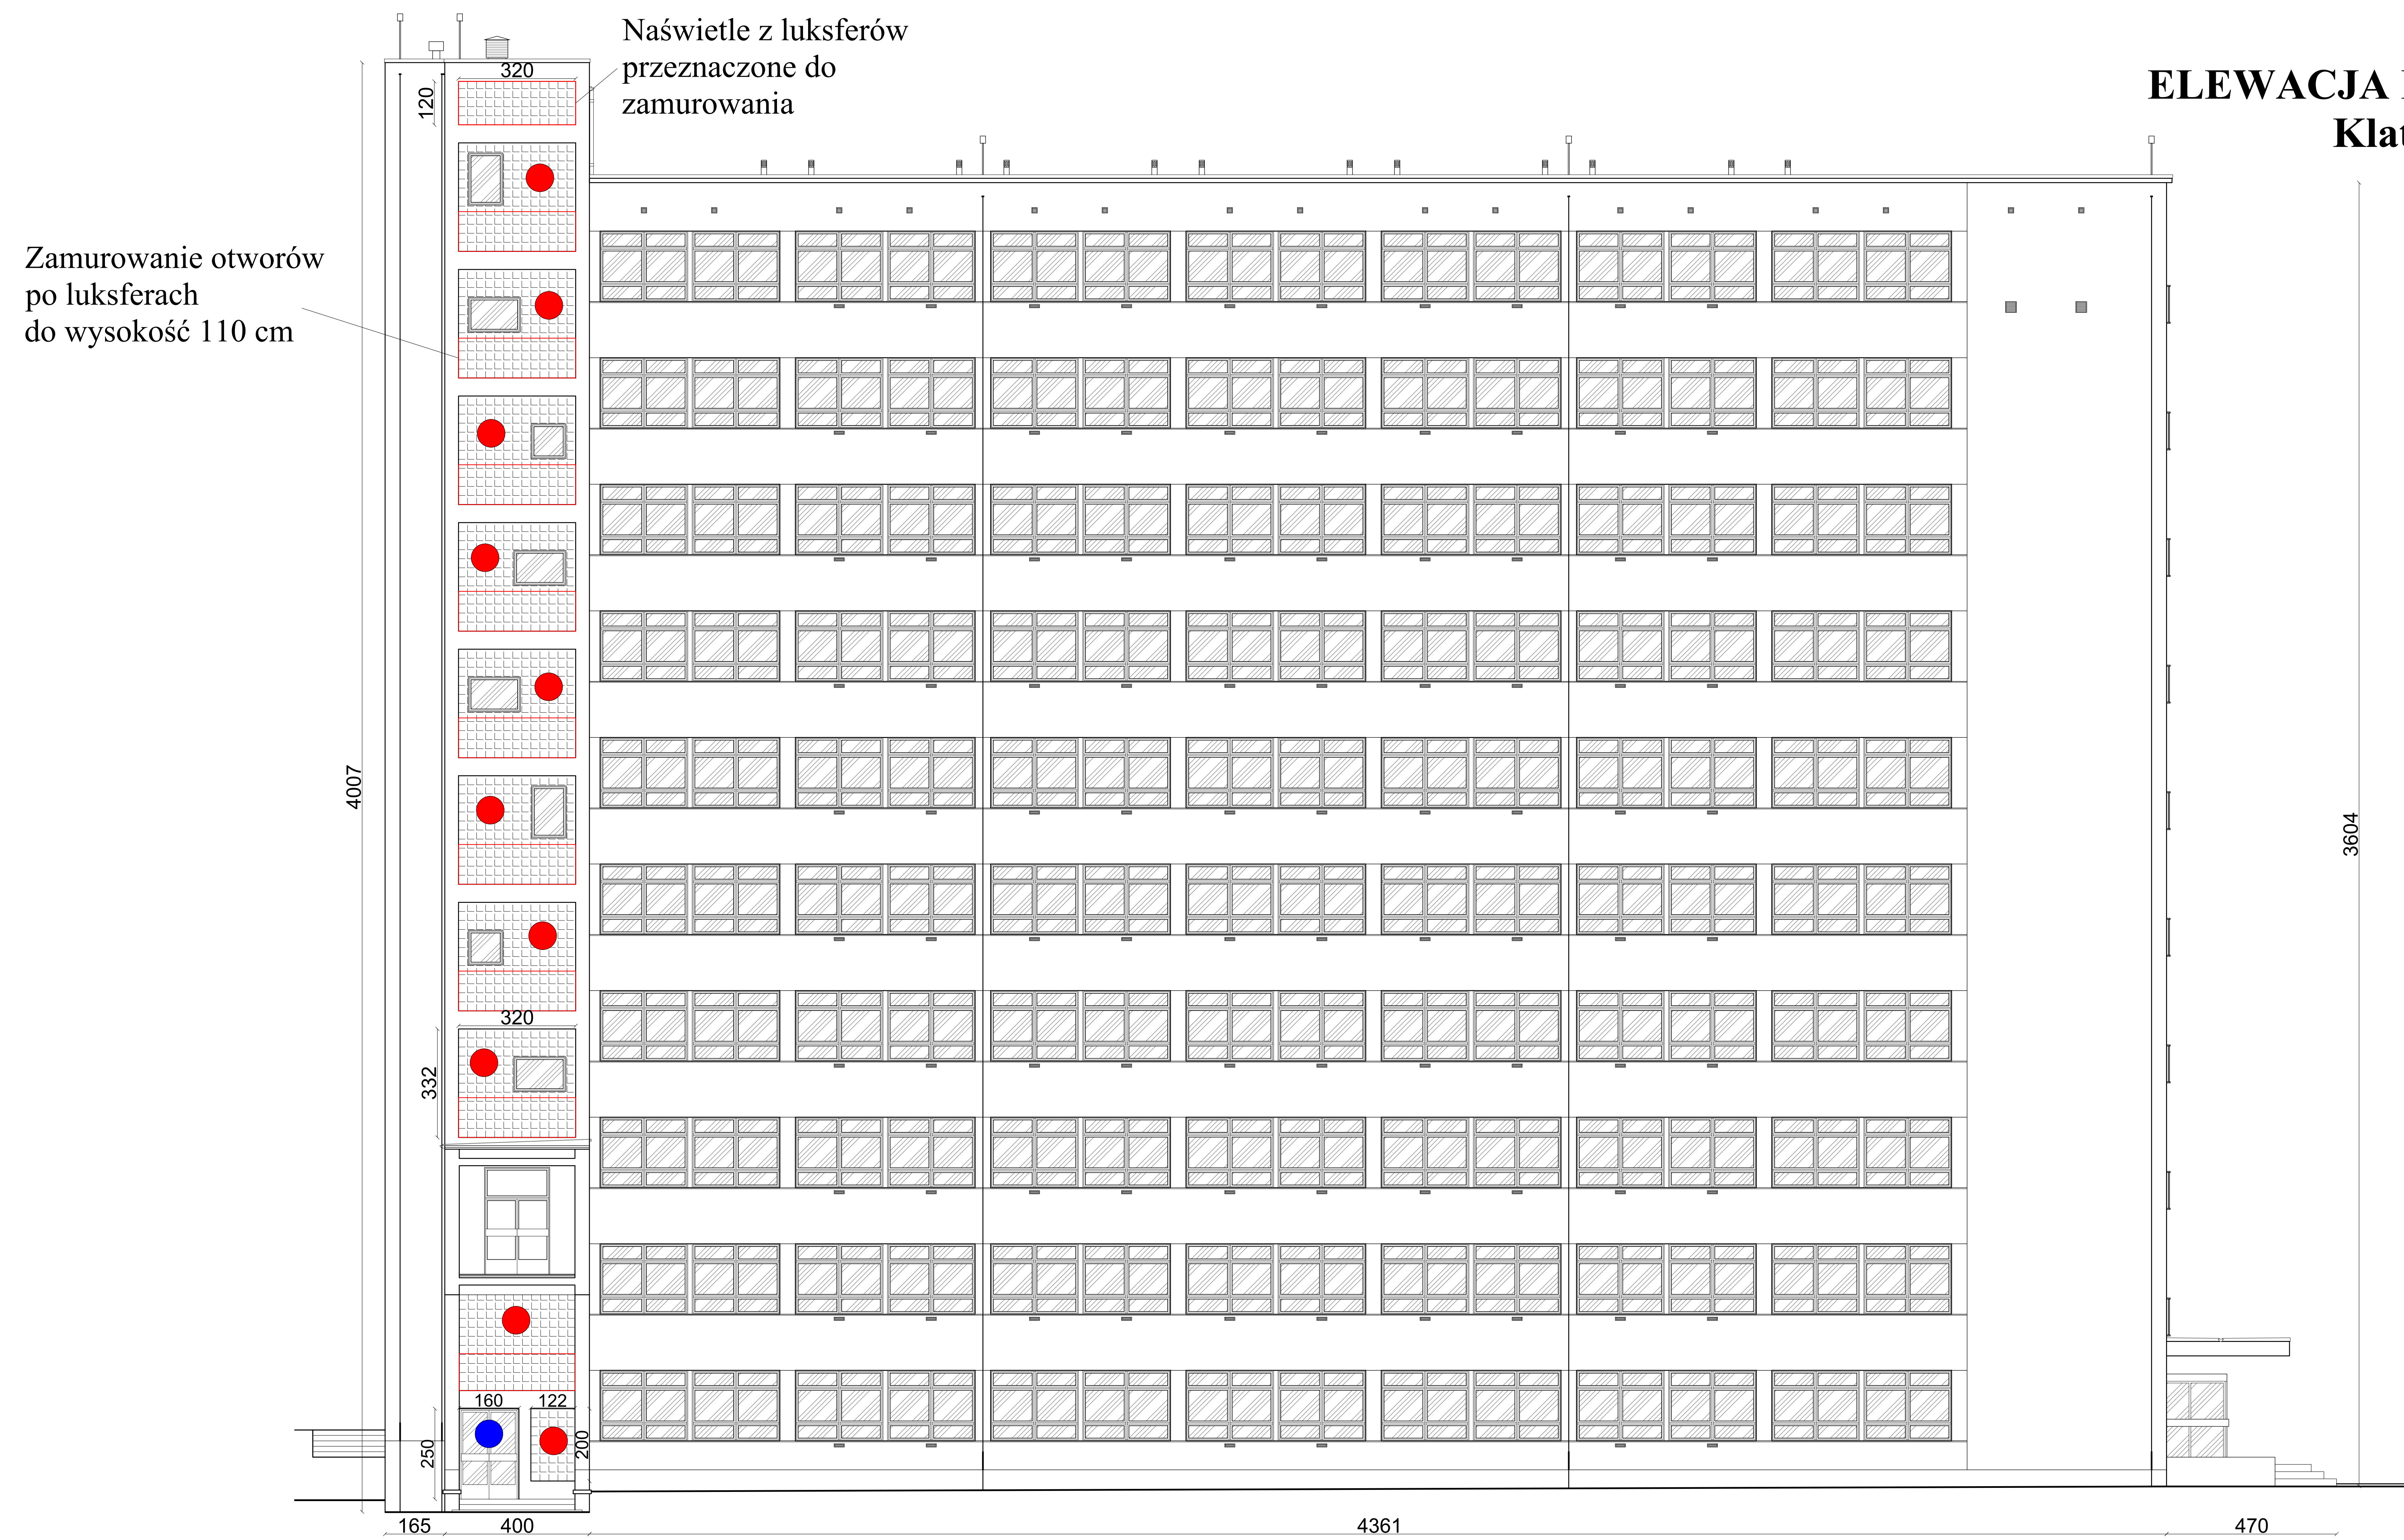 Naświetle z luksferów
przeznaczone do
zamurowania
ELEWACJA
Klat
320
120
Zamurowanie otworów
po luksferach
do wysokość 110 cm
4007
3604
320
332
160
122
250
200
165
400
4361
470